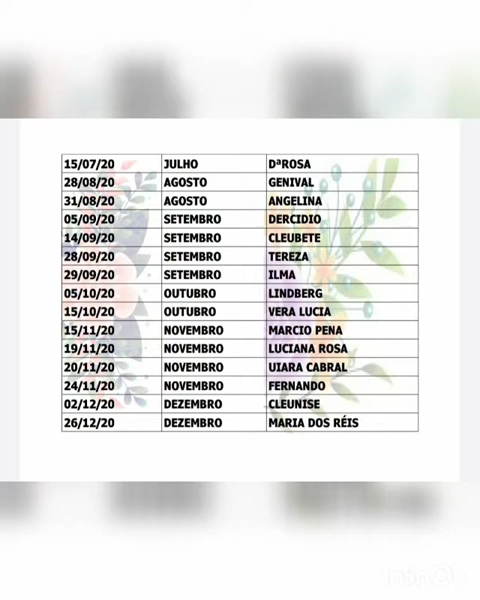 15/07/20 JULHO DªROSA
28/08/20 AGOSTO GENIVAL
31/08/20 AGOSTO ANGELINA
05/09/20 SETEMBRO DERCIDIO
14/09/20 SETEMBRO CLEUBETE
28/09/20 SETEMBRO TEREZA
29/09/20 SETEMBRO ILMA
05/10/20 OUTUBRO LINDBERG
15/10/20 OUTUBRO VERA LUCIA
15/11/20 NOVEMBRO MARCIO PENA
19/11/20 NOVEMBRO LUCIANA ROSA
20/11/20 NOVEMBRO UIARA CABRAL
24/11/20 NOVEMBRO FERNANDO
02/12/20 DEZEMBRO CLEUNISE
26/12/20 DEZEMBRO MARIA DOS RÉIS